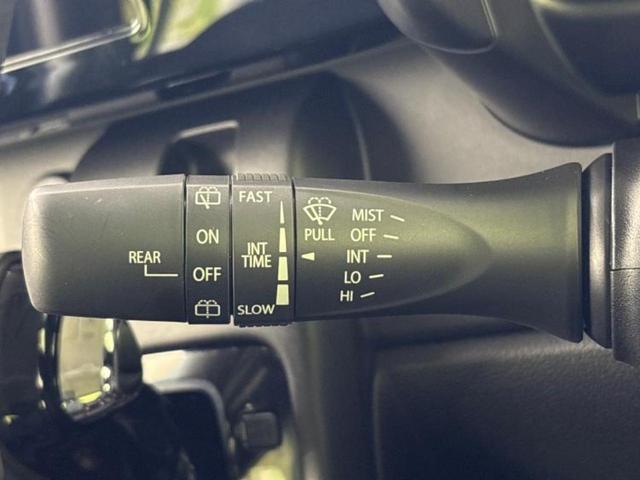 REAR
ON
OFF
FAST
INT
TIME
SLOW
PULL
MIST
OFF
INT
LO
HI